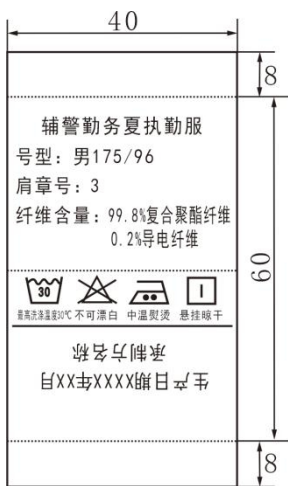 40
8
辅警勤务夏执勤服
号型：男175/96
肩章号：3
纤维含量：99.8%复合聚酯纤维
0.2%导电纤维
60
30
最高洗涤温度30℃ 不可漂白 中温熨烫 悬挂晾干
承制方名称
生产日期XXXX年XX月
8